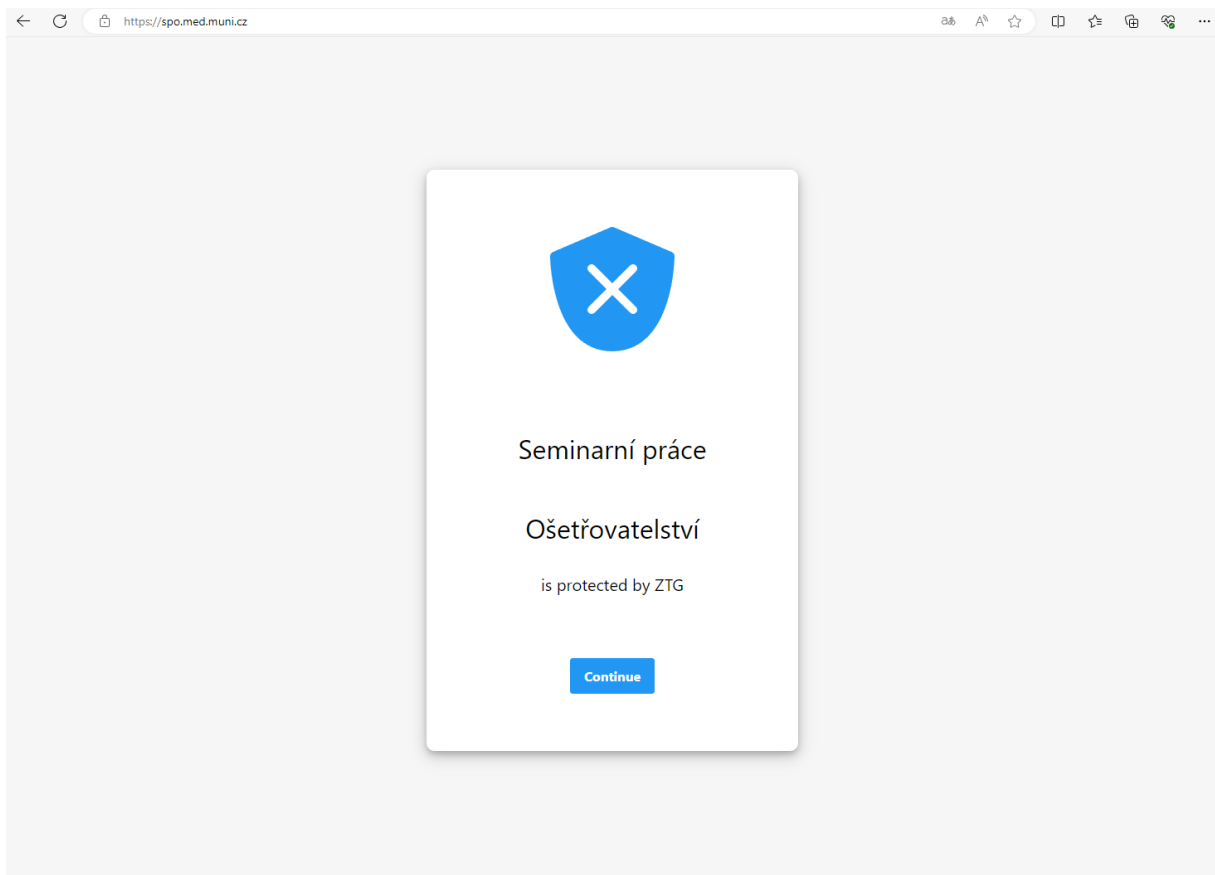 https://spo.med.muni.cz
Seminarní práce
Ošetřovatelství
is protected by ZTG
Continue